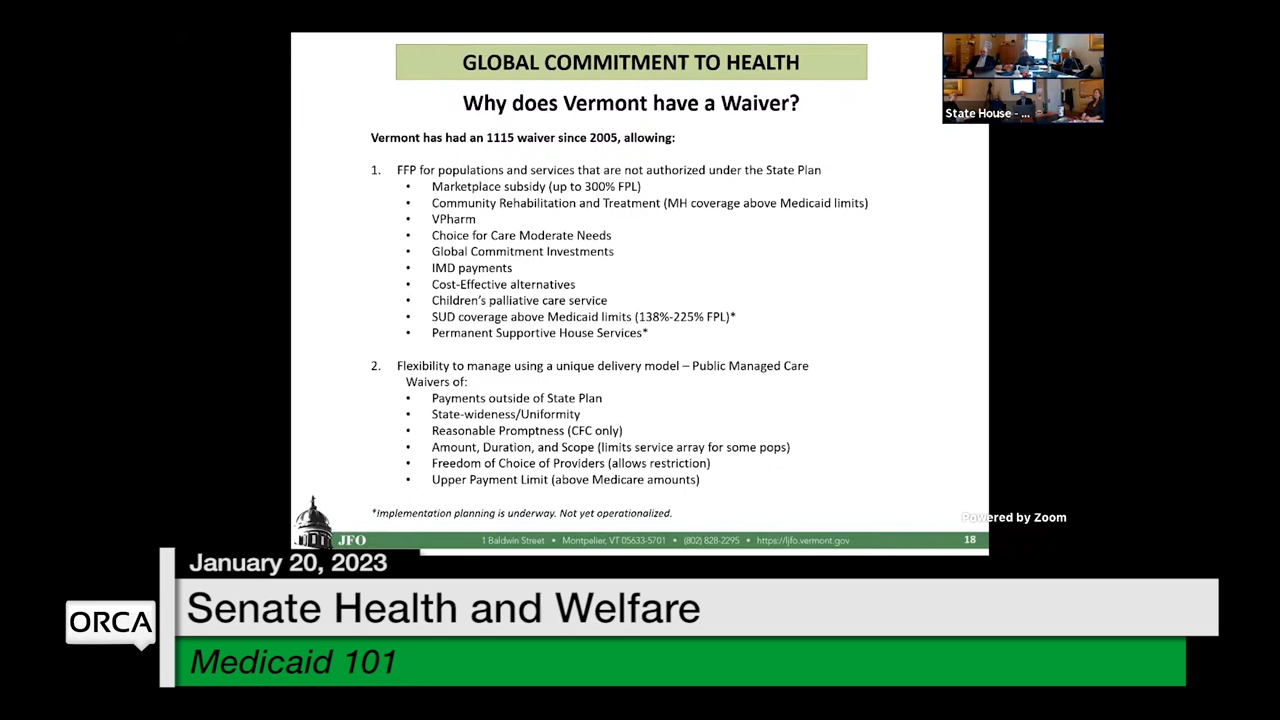 GLOBAL COMMITMENT TO HEALTH
Why does Vermont have a Waiver?
Vermont has had an 1115 waiver since 2005, allowing:
1. FFP for populations and services that are not authorized under the State Plan
• Marketplace subsidy (up to 300% FPL)
• Community Rehabilitation and Treatment (MH coverage above Medicaid limits)
• VPharm
• Choice for Care Moderate Needs
• Global Commitment Investments
• IMD payments
• Cost-Effective alternatives
• Children's palliative care service
• SUD coverage above Medicaid limits (138%-225% FPL)*
• Permanent Supportive House Services*
2. Flexibility to manage using a unique delivery model – Public Managed Care
Waivers of:
• Payments outside of State Plan
• State-wideness/Uniformity
• Reasonable Promptness (CFC only)
• Amount, Duration, and Scope (limits service array for some pops)
• Freedom of Choice of Providers (allows restriction)
• Upper Payment Limit (above Medicare amounts)
*Implementation planning is underway. Not yet operationalized.
JFO
1 Baldwin Street • Montpelier, VT 05633-5701 • (802) 828-2295 • https://ljfo.vermont.gov
18
State House - ...
Powered by Zoom
January 20, 2023
ORCA
Senate Health and Welfare
Medicaid 101